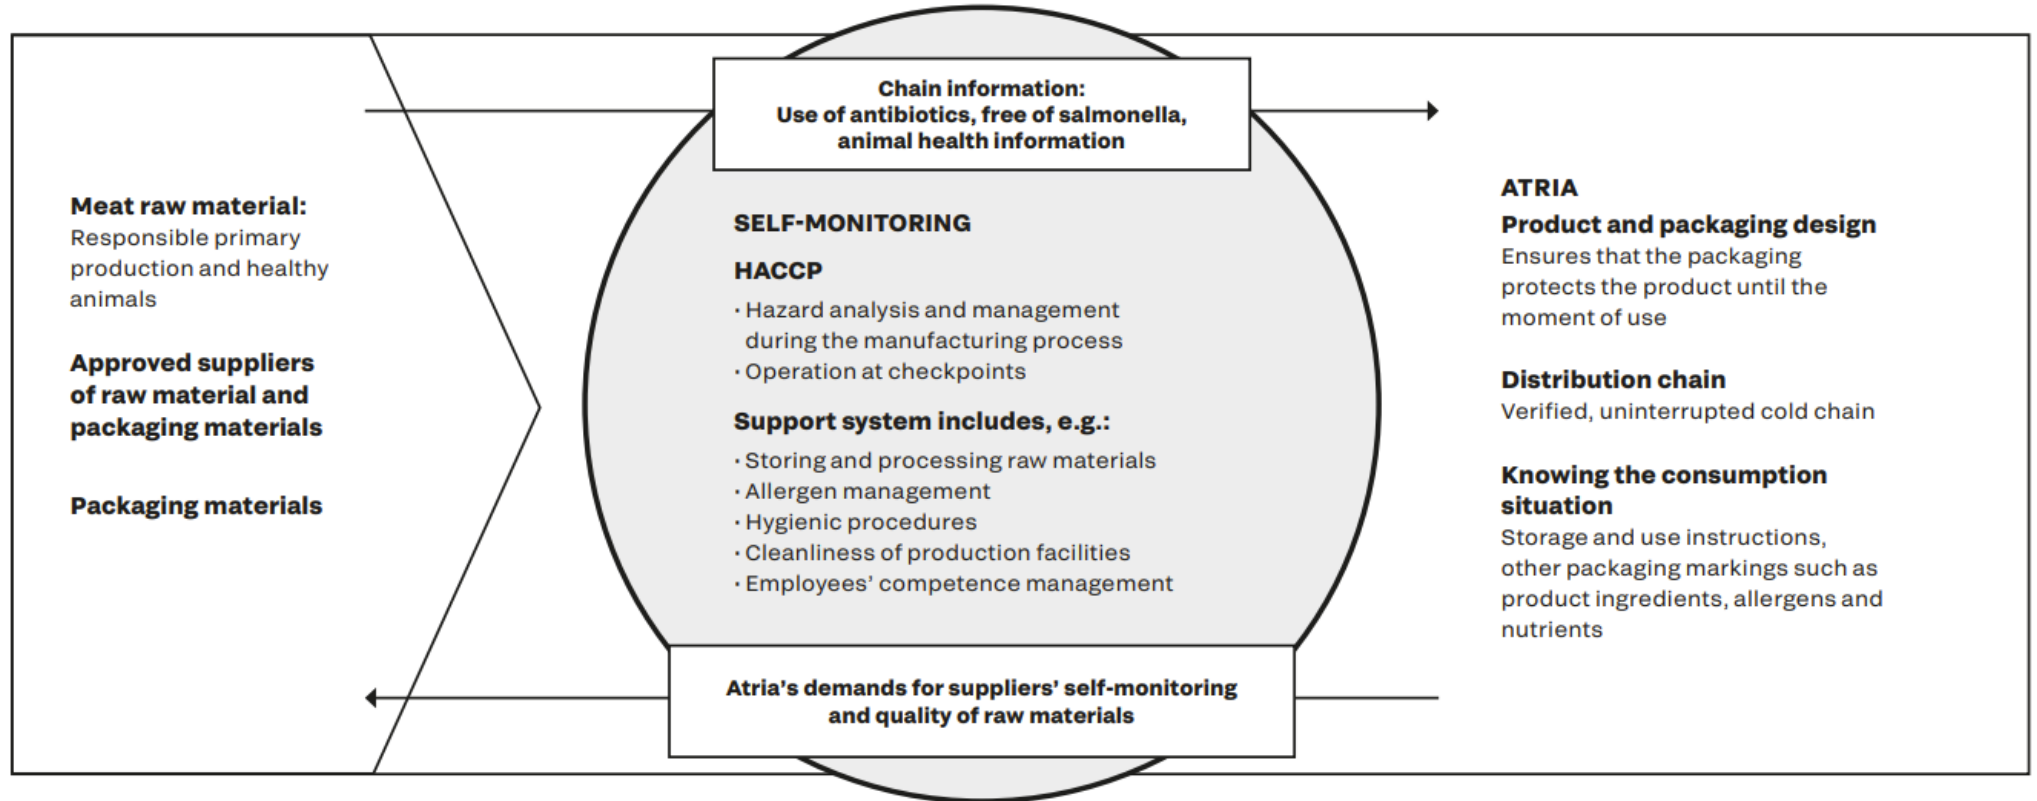 Chain information:
Use of antibiotics, free of salmonella,
animal health information
Meat raw material:
Responsible primary
production and healthy
animals
Approved suppliers
of raw material and
packaging materials
Packaging materials
SELF-MONITORING
HACCP
· Hazard analysis and management
during the manufacturing process
· Operation at checkpoints
Support system includes, e.g.:
· Storing and processing raw materials
· Allergen management
· Hygienic procedures
· Cleanliness of production facilities
· Employees’ competence management
Atria’s demands for suppliers’ self-monitoring
and quality of raw materials
ATRIA
Product and packaging design
Ensures that the packaging
protects the product until the
moment of use
Distribution chain
Verified, uninterrupted cold chain
Knowing the consumption
situation
Storage and use instructions,
other packaging markings such as
product ingredients, allergens and
nutrients